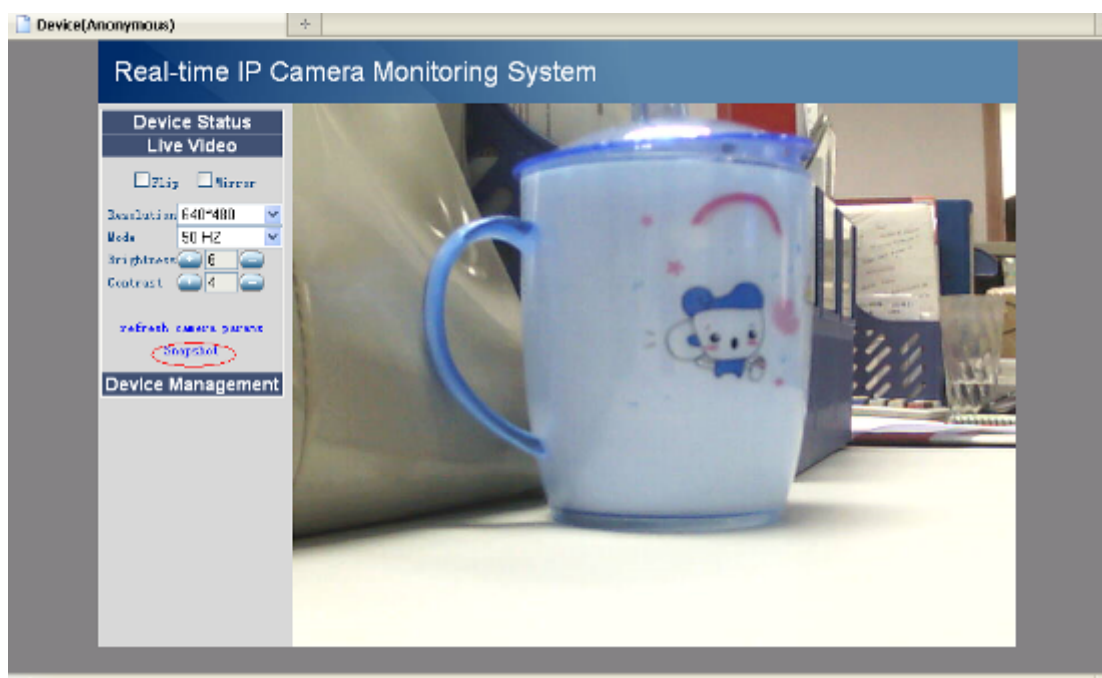 Device(Anonymous)
Real-time IP Camera Monitoring System
Device Status
Live Video
Flip Mirror
Resolution 640*480
Mode 50 HZ
Brightness + 6 -
Contrast + 4 -
refresh camera params
Snapshot
Device Management